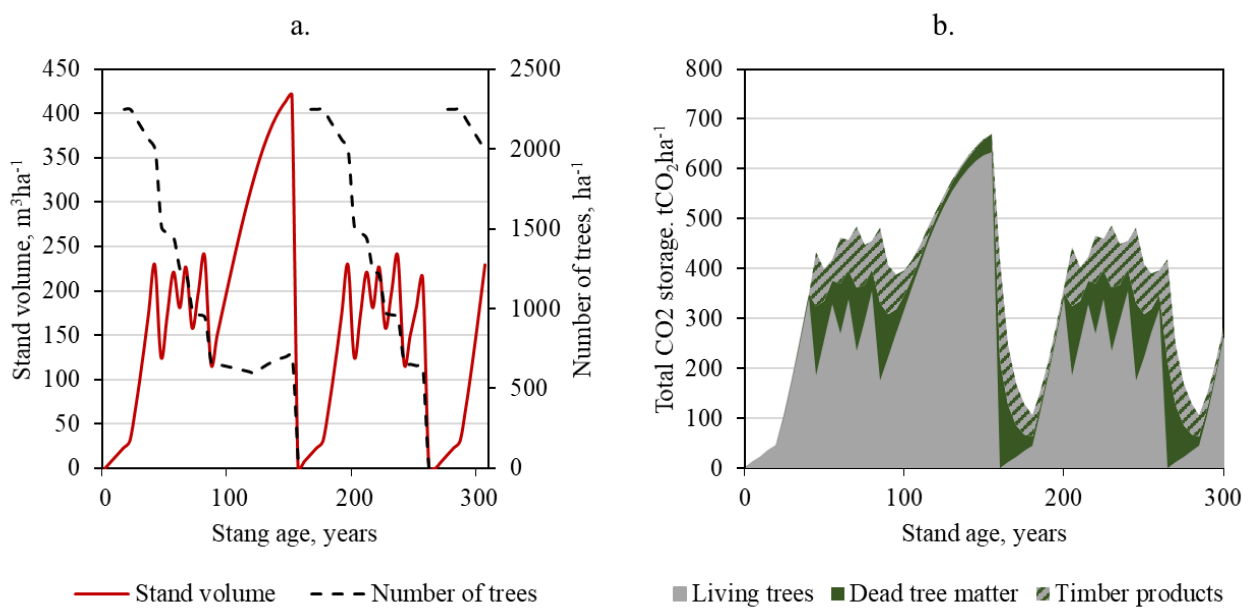 a.
450
400
350
300
250
200
150
100
50
0
Stand volume, m³ha⁻¹
2500
2000
1500
1000
500
0
Number of trees, ha⁻¹
0 100 200 300
Stang age, years
Stand volume Number of trees
b.
800
700
600
500
400
300
200
100
0
Total CO2 storage. tCO₂ha⁻¹
0 100 200 300
Stand age, years
Living trees Dead tree matter Timber products